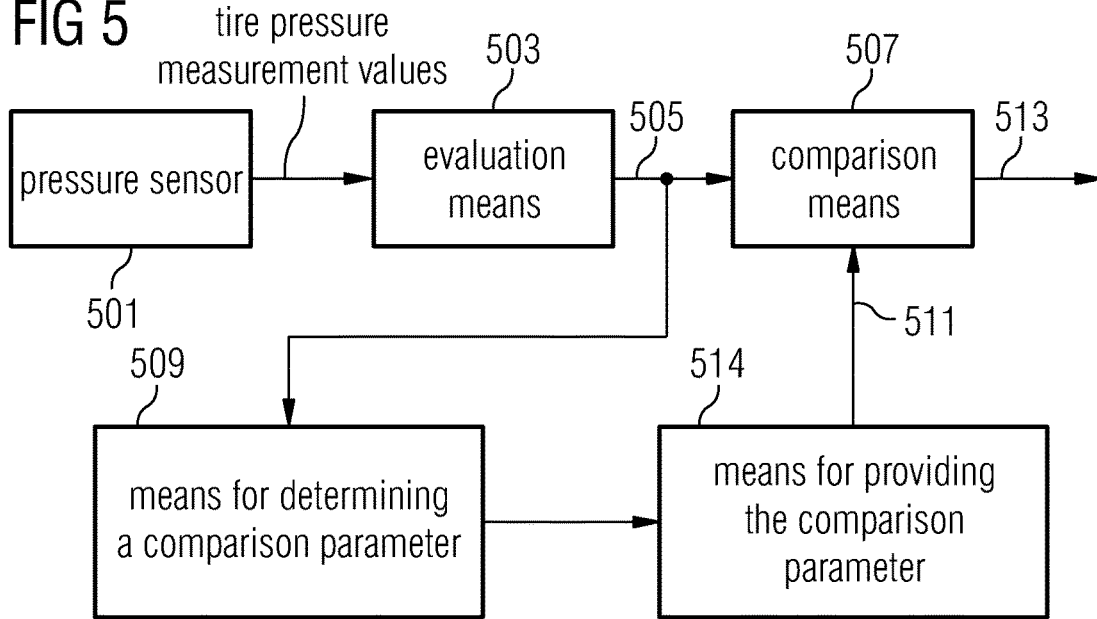 FIG 5
tire pressure
measurement values
503
507
505
513
pressure sensor
evaluation
means
comparison
means
501
511
509
514
means for determining
a comparison parameter
means for providing
the comparison
parameter